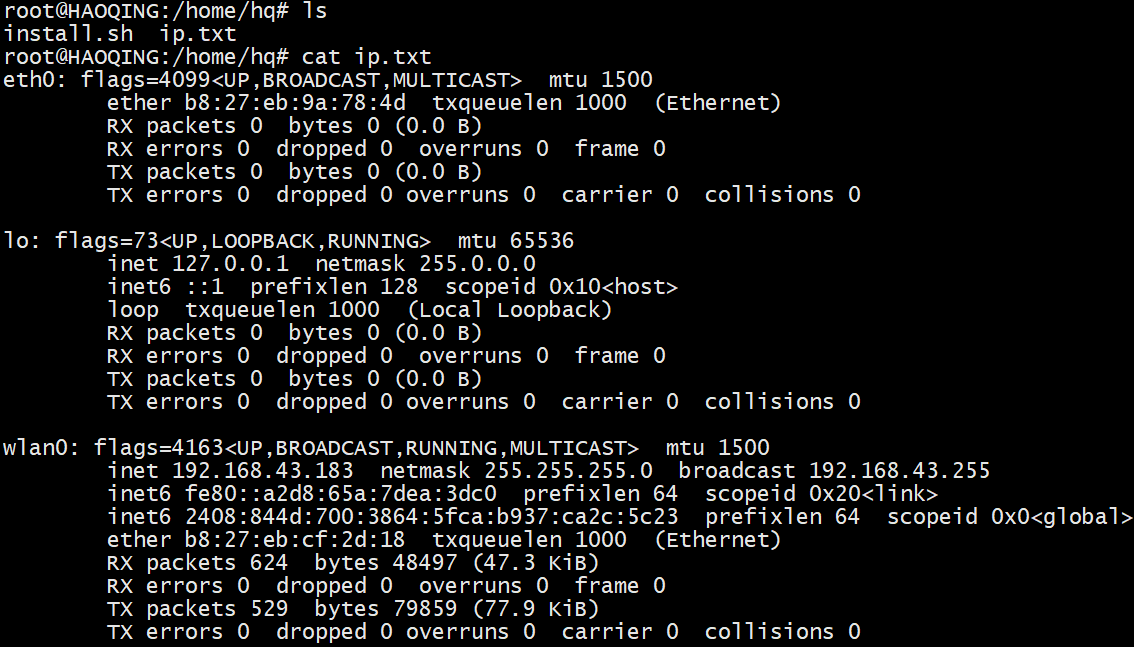 root@HAOQING:/home/hq# ls
install.sh  ip.txt
root@HAOQING:/home/hq# cat ip.txt
eth0: flags=4099<UP,BROADCAST,MULTICAST>  mtu 1500
        ether b8:27:eb:9a:78:4d  txqueuelen 1000  (Ethernet)
        RX packets 0  bytes 0 (0.0 B)
        RX errors 0  dropped 0  overruns 0  frame 0
        TX packets 0  bytes 0 (0.0 B)
        TX errors 0  dropped 0 overruns 0  carrier 0  collisions 0

lo: flags=73<UP,LOOPBACK,RUNNING>  mtu 65536
        inet 127.0.0.1  netmask 255.0.0.0
        inet6 ::1  prefixlen 128  scopeid 0x10<host>
        loop  txqueuelen 1000  (Local Loopback)
        RX packets 0  bytes 0 (0.0 B)
        RX errors 0  dropped 0  overruns 0  frame 0
        TX packets 0  bytes 0 (0.0 B)
        TX errors 0  dropped 0 overruns 0  carrier 0  collisions 0

wlan0: flags=4163<UP,BROADCAST,RUNNING,MULTICAST>  mtu 1500
        inet 192.168.43.183  netmask 255.255.255.0  broadcast 192.168.43.255
        inet6 fe80::a2d8:65a:7dea:3dc0  prefixlen 64  scopeid 0x20<link>
        inet6 2408:844d:700:3864:5fca:b937:ca2c:5c23  prefixlen 64  scopeid 0x0<global>
        ether b8:27:eb:cf:2d:18  txqueuelen 1000  (Ethernet)
        RX packets 624  bytes 48497 (47.3 KiB)
        RX errors 0  dropped 0  overruns 0  frame 0
        TX packets 529  bytes 79859 (77.9 KiB)
        TX errors 0  dropped 0 overruns 0  carrier 0  collisions 0